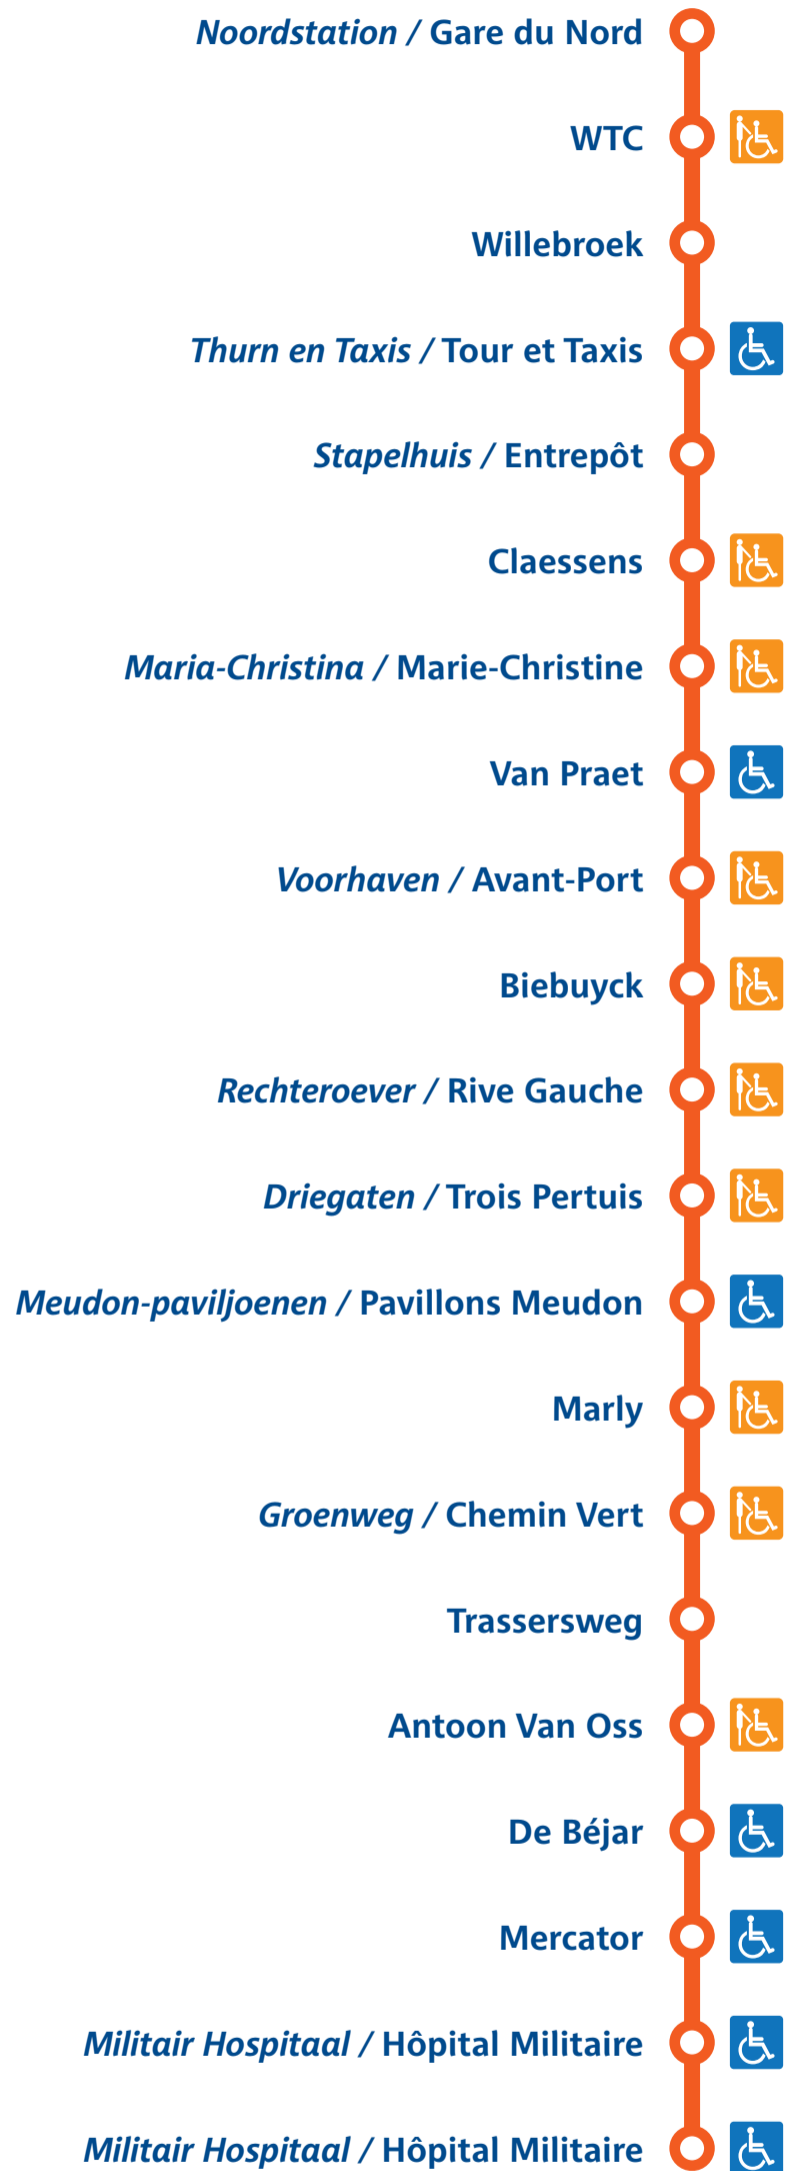 Noordstation / Gare du Nord
WTC
Willebroek
Thurn en Taxis / Tour et Taxis
Stapelhuis / Entrepôt
Claessens
Maria-Christina / Marie-Christine
Van Praet
Voorhaven / Avant-Port
Biebuyck
Rechteroever / Rive Gauche
Driegaten / Trois Pertuis
Meudon-paviljoenen / Pavillons Meudon
Marly
Groenweg / Chemin Vert
Trassersweg
Antoon Van Oss
De Béjar
Mercator
Militair Hospitaal / Hôpital Militaire
Militair Hospitaal / Hôpital Militaire